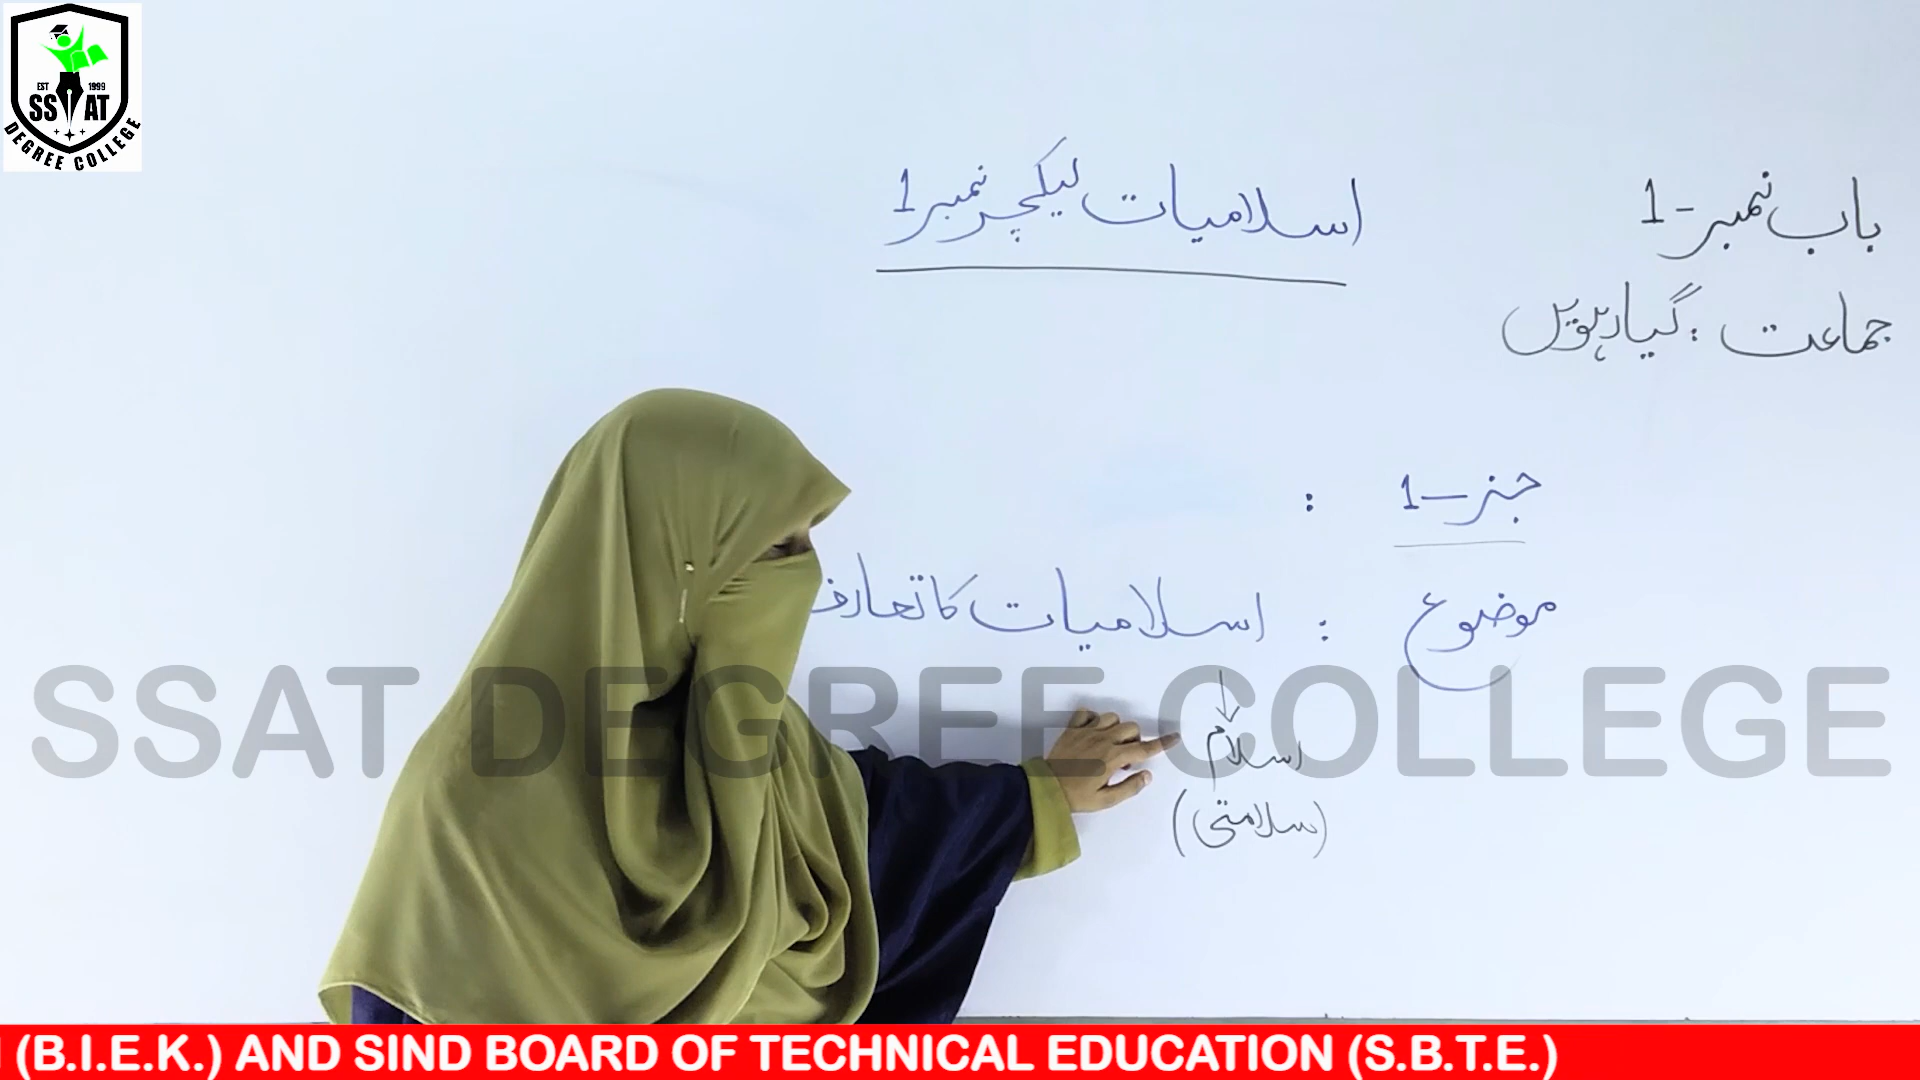 EST 1999
SSAT
DEGREE COLLEGE
باب نمبر - 1
اسلامیات لیکچر نمبر 1
جماعت : گیارہویں
جز - 1 :
موضوع : اسلامیات کا تعارف
اسلام
(سلامتی)
SSAT DEGREE COLLEGE
(B.I.E.K.) AND SIND BOARD OF TECHNICAL EDUCATION (S.B.T.E.)